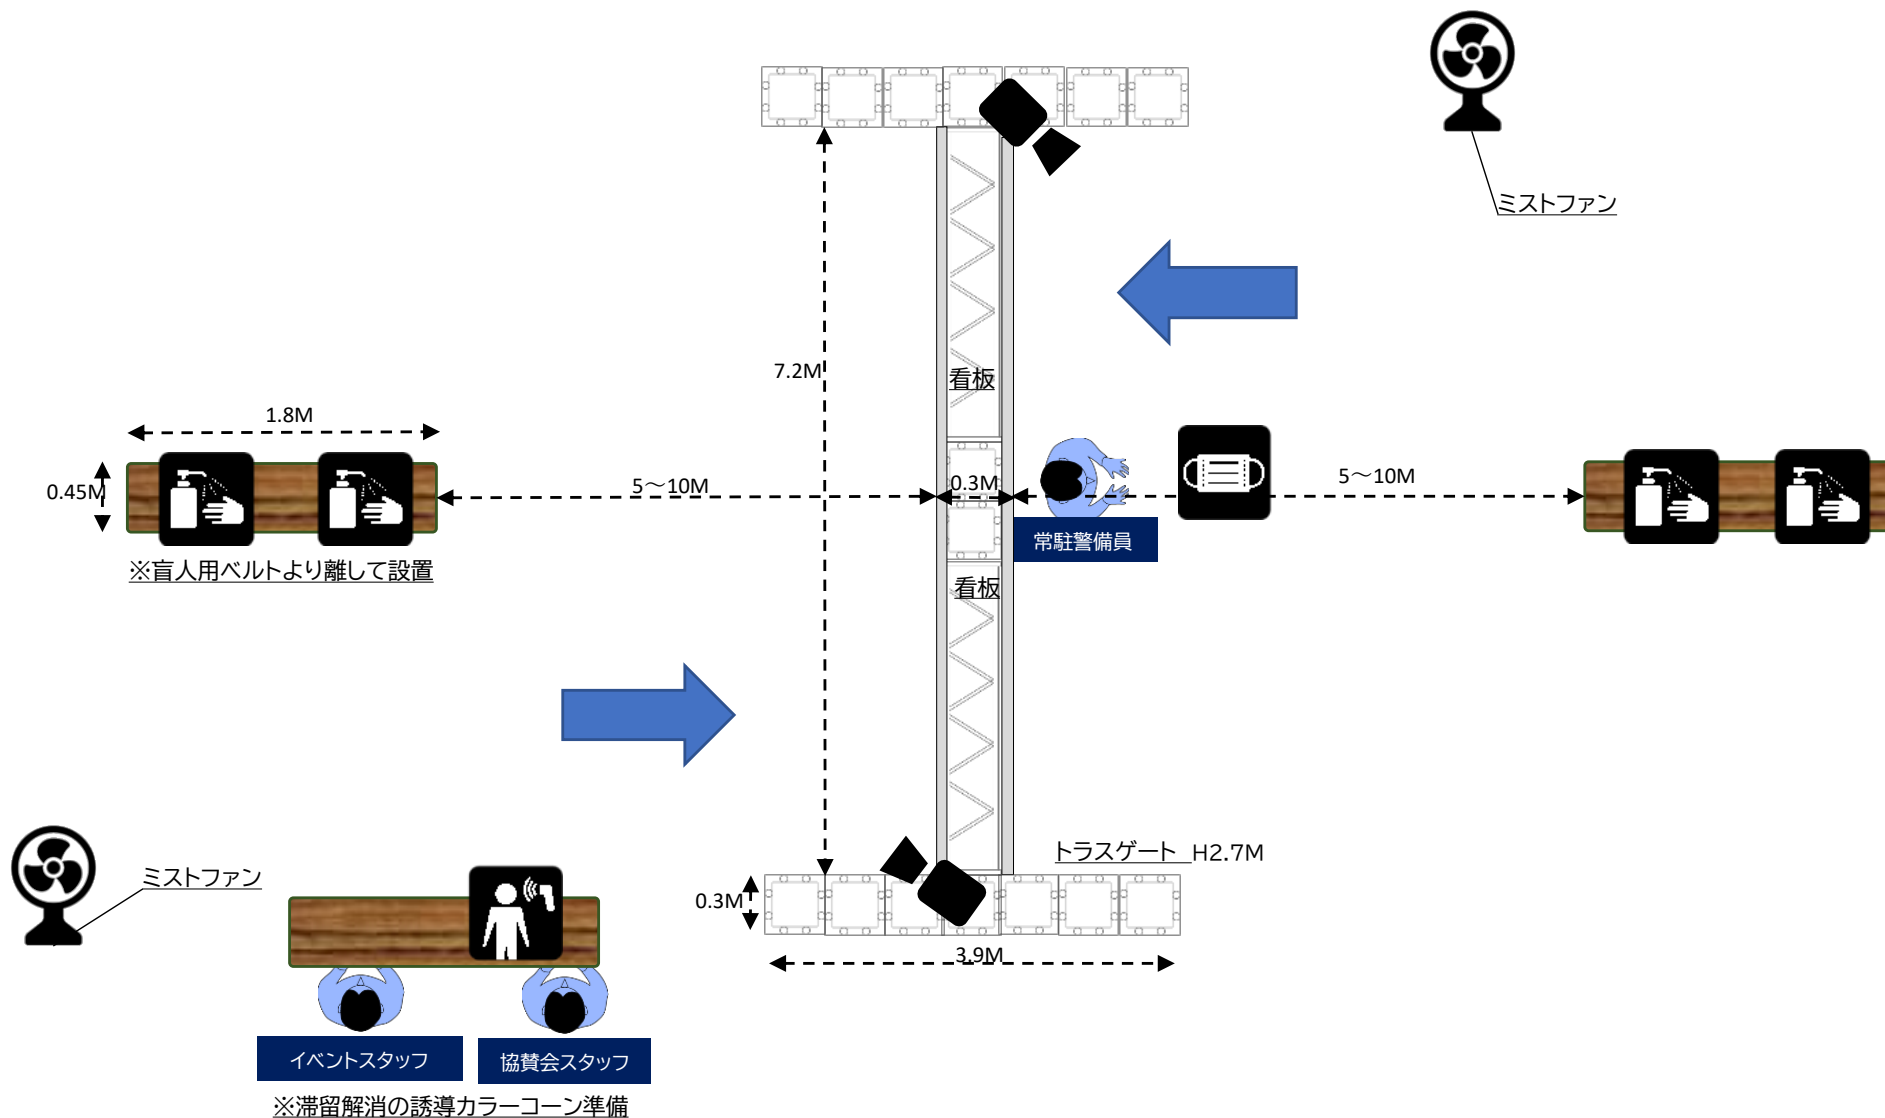 ミストファン
7.2M
看板
1.8M
0.45M
5～10M
0.3M
5～10M
常駐警備員
※盲人用ベルトより離して設置
看板
トラスゲート H2.7M
ミストファン
0.3M
3.9M
イベントスタッフ
協賛会スタッフ
※滞留解消の誘導カラーコーン準備